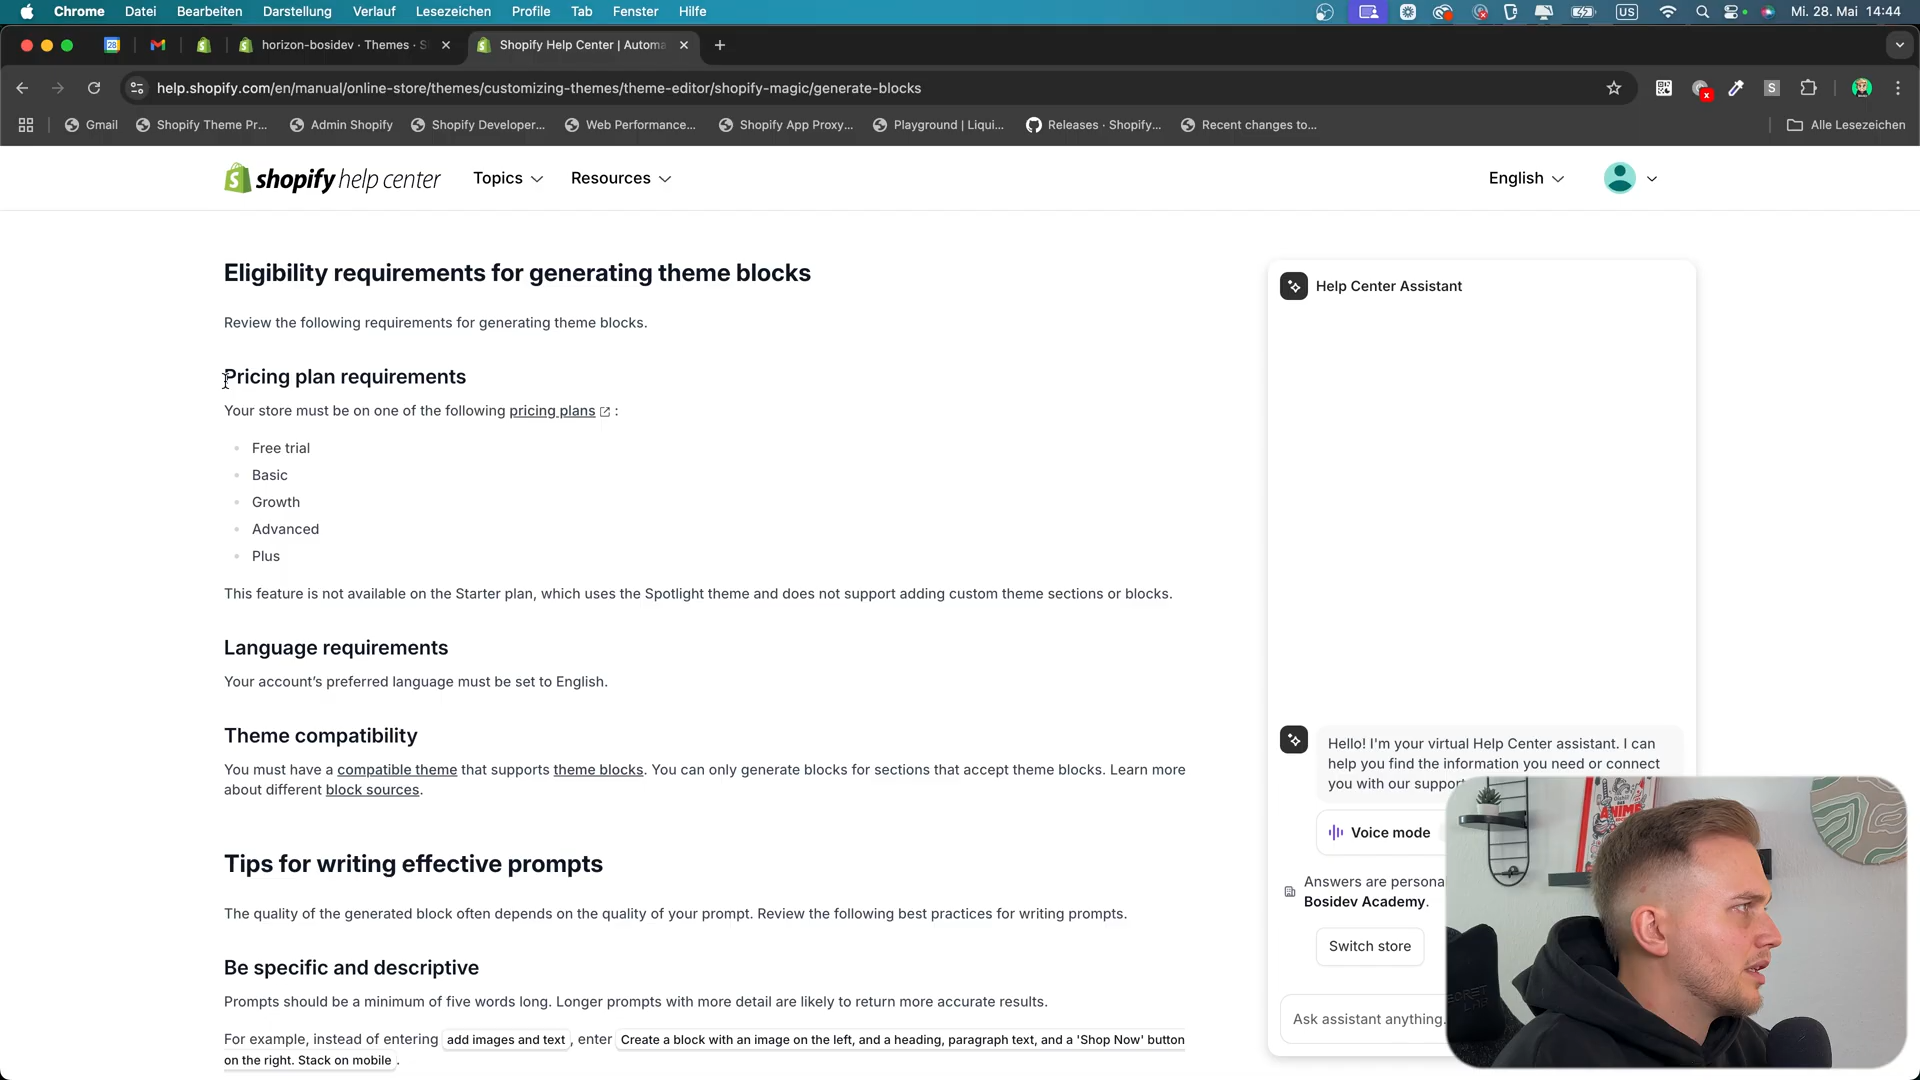 Chrome Datei Bearbeiten Darstellung Verlauf Lesezeichen Profile Tab Fenster Hilfe US Mi. 28. Mai 14:44
28 horizon-bosidev · Themes · S Shopify Help Center | Automa
help.shopify.com/en/manual/online-store/themes/customizing-themes/theme-editor/shopify-magic/generate-blocks
Gmail Shopify Theme Pr... Admin Shopify Shopify Developer... Web Performance... Shopify App Proxy... Playground | Liqui... Releases · Shopify... Recent changes to... Alle Lesezeichen
shopify help center Topics Resources English
Eligibility requirements for generating theme blocks
Review the following requirements for generating theme blocks.
Pricing plan requirements
Your store must be on one of the following pricing plans :
Free trial
Basic
Growth
Advanced
Plus
This feature is not available on the Starter plan, which uses the Spotlight theme and does not support adding custom theme sections or blocks.
Language requirements
Your account’s preferred language must be set to English.
Theme compatibility
You must have a compatible theme that supports theme blocks. You can only generate blocks for sections that accept theme blocks. Learn more
about different block sources.
Tips for writing effective prompts
The quality of the generated block often depends on the quality of your prompt. Review the following best practices for writing prompts.
Be specific and descriptive
Prompts should be a minimum of five words long. Longer prompts with more detail are likely to return more accurate results.
For example, instead of entering add images and text , enter Create a block with an image on the left, and a heading, paragraph text, and a 'Shop Now' button
on the right. Stack on mobile .
Help Center Assistant
Hello! I'm your virtual Help Center assistant. I can
help you find the information you need or connect
you with our support
Voice mode
Answers are persona
Bosidev Academy.
Switch store
Ask assistant anything.
ANIME